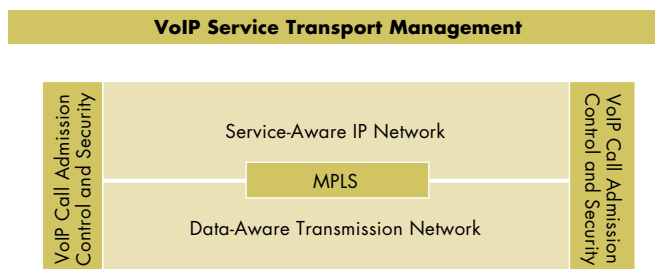 VoIP Service Transport Management
VoIP Call Admission
Control and Security
Service-Aware IP Network
MPLS
Data-Aware Transmission Network
VoIP Call Admission
Control and Security